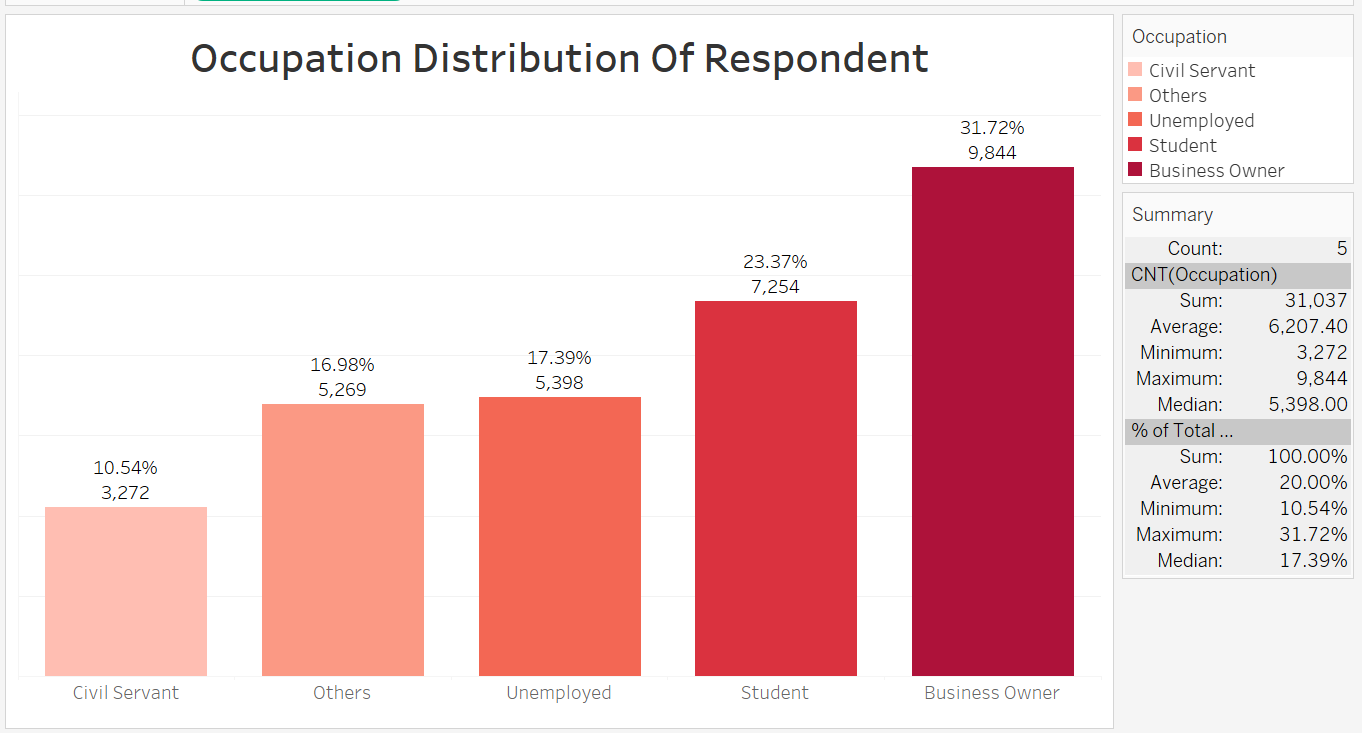 Occupation Distribution Of Respondent
31.72%
9,844
23.37%
7,254
17.39%
5,398
16.98%
5,269
10.54%
3,272
Civil Servant
Others
Unemployed
Student
Business Owner
Occupation
Civil Servant
Others
Unemployed
Student
Business Owner
Summary
Count: 5
CNT(Occupation)
Sum: 31,037
Average: 6,207.40
Minimum: 3,272
Maximum: 9,844
Median: 5,398.00
% of Total ...
Sum: 100.00%
Average: 20.00%
Minimum: 10.54%
Maximum: 31.72%
Median: 17.39%